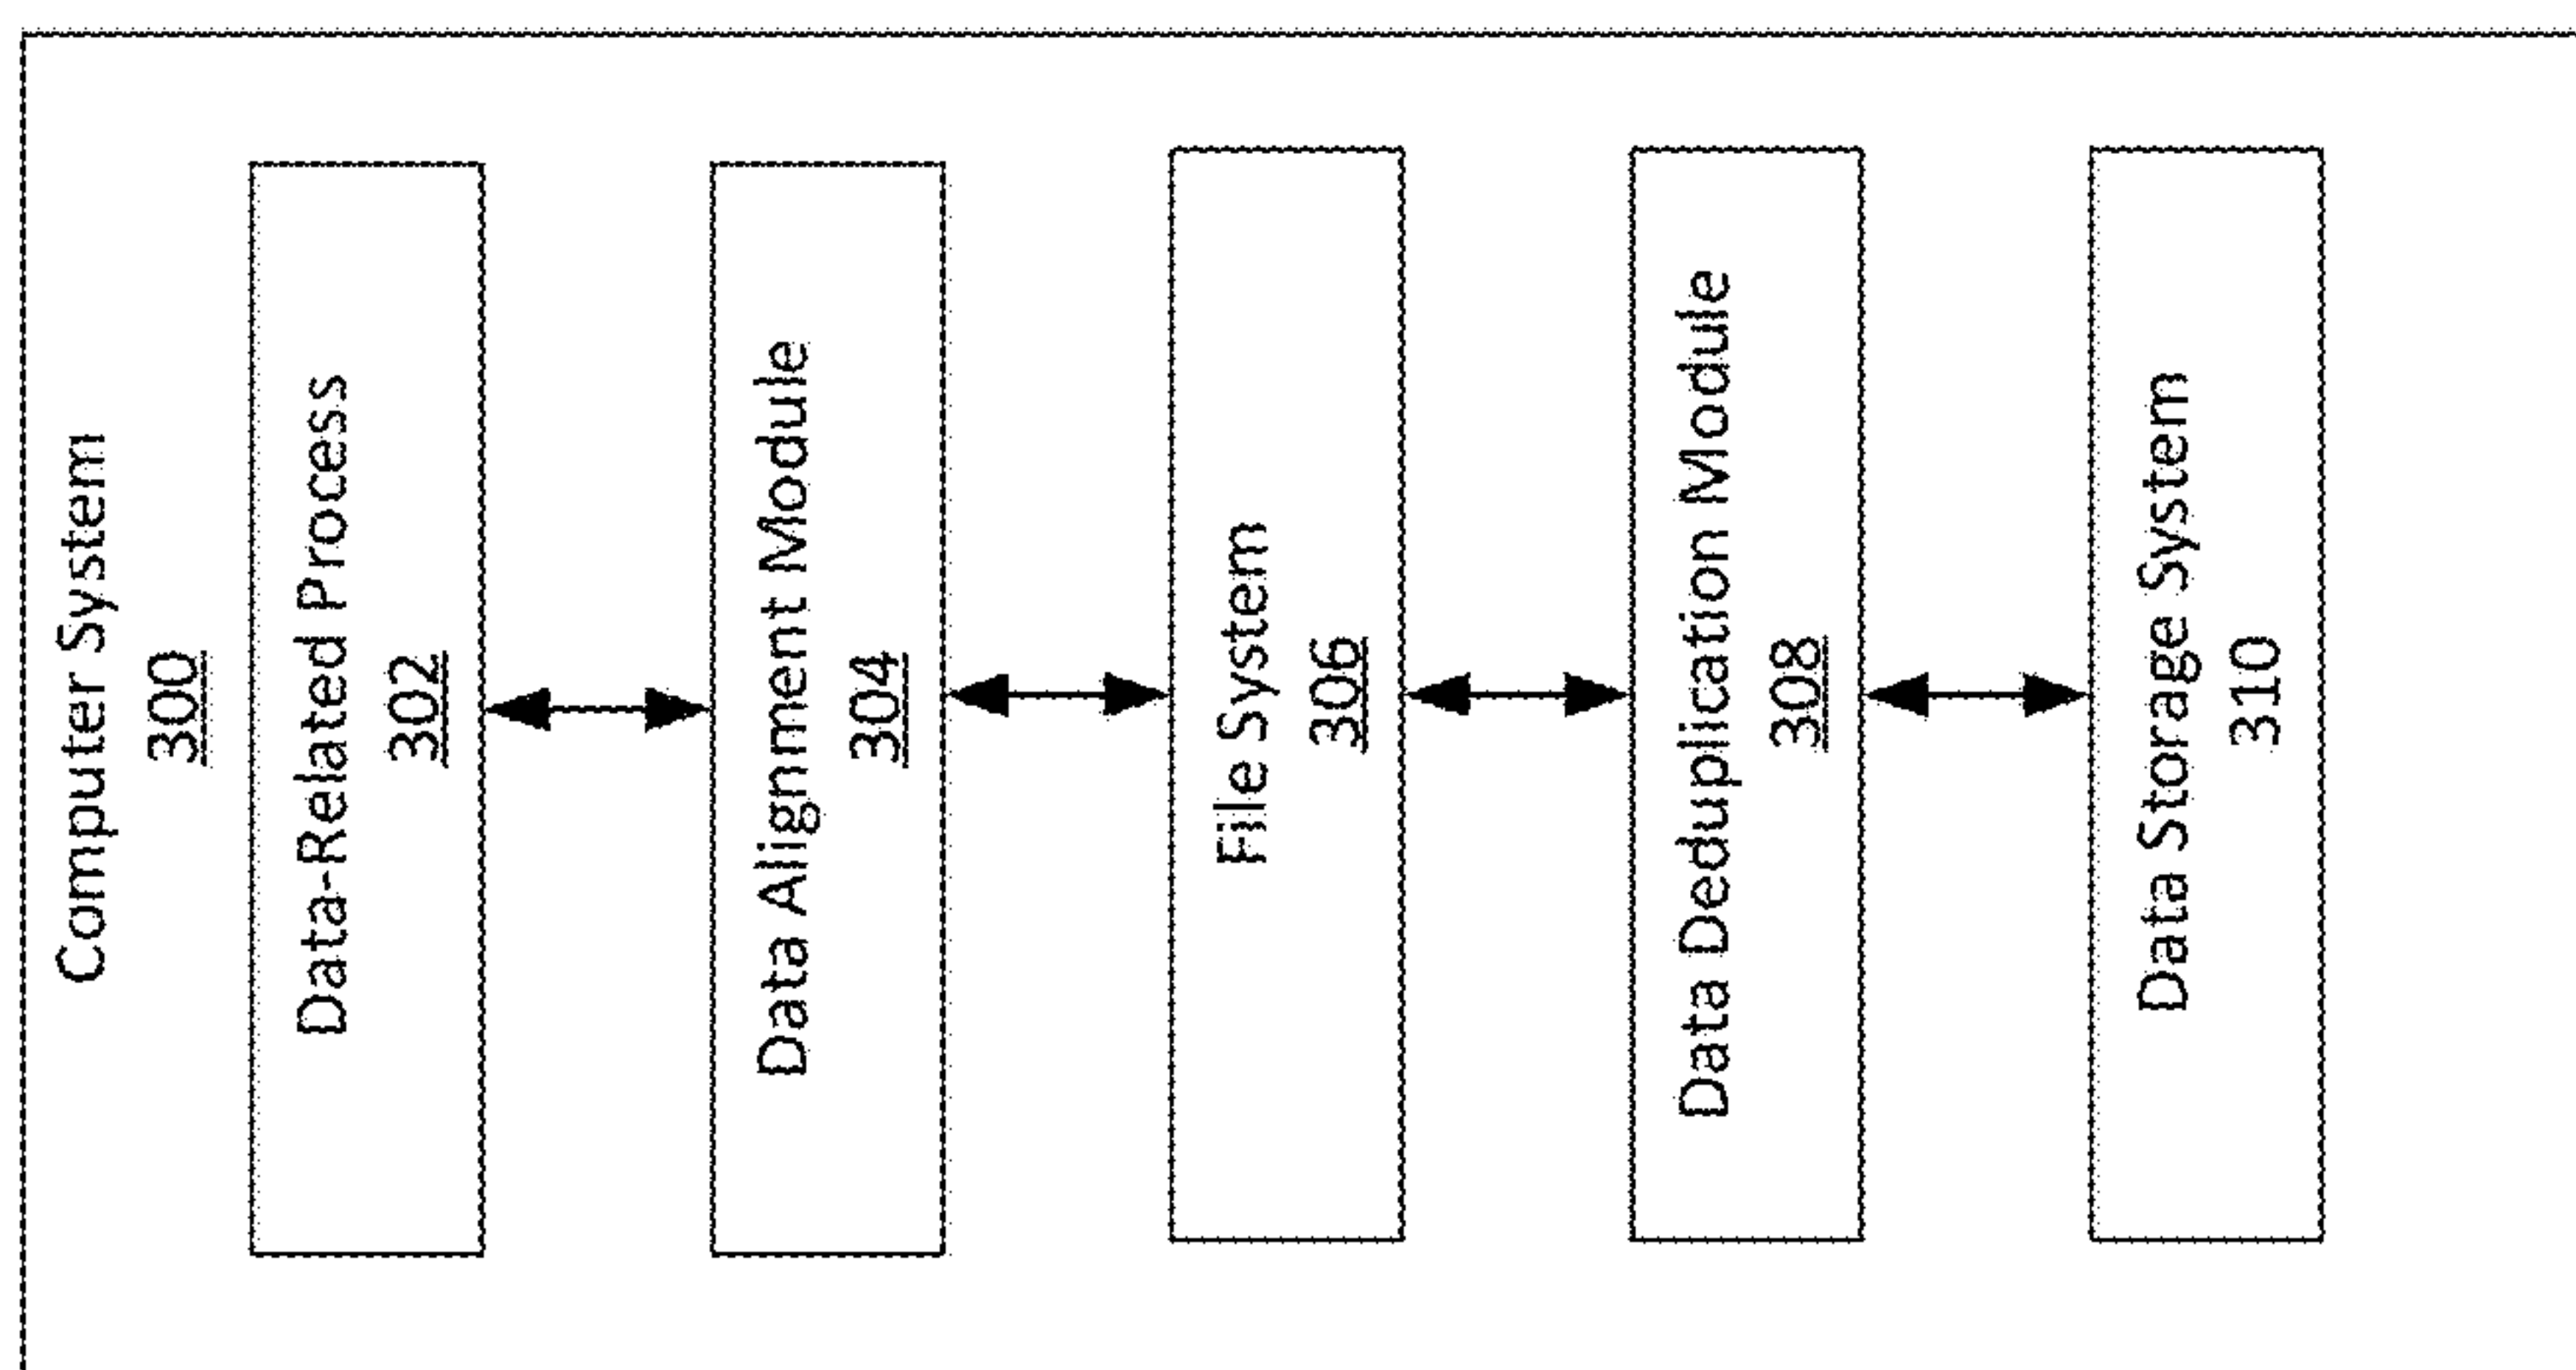 Computer System
300
Data-Related Process
302
Data Alignment Module
304
File System
306
Data Deduplication Module
308
Data Storage System
310